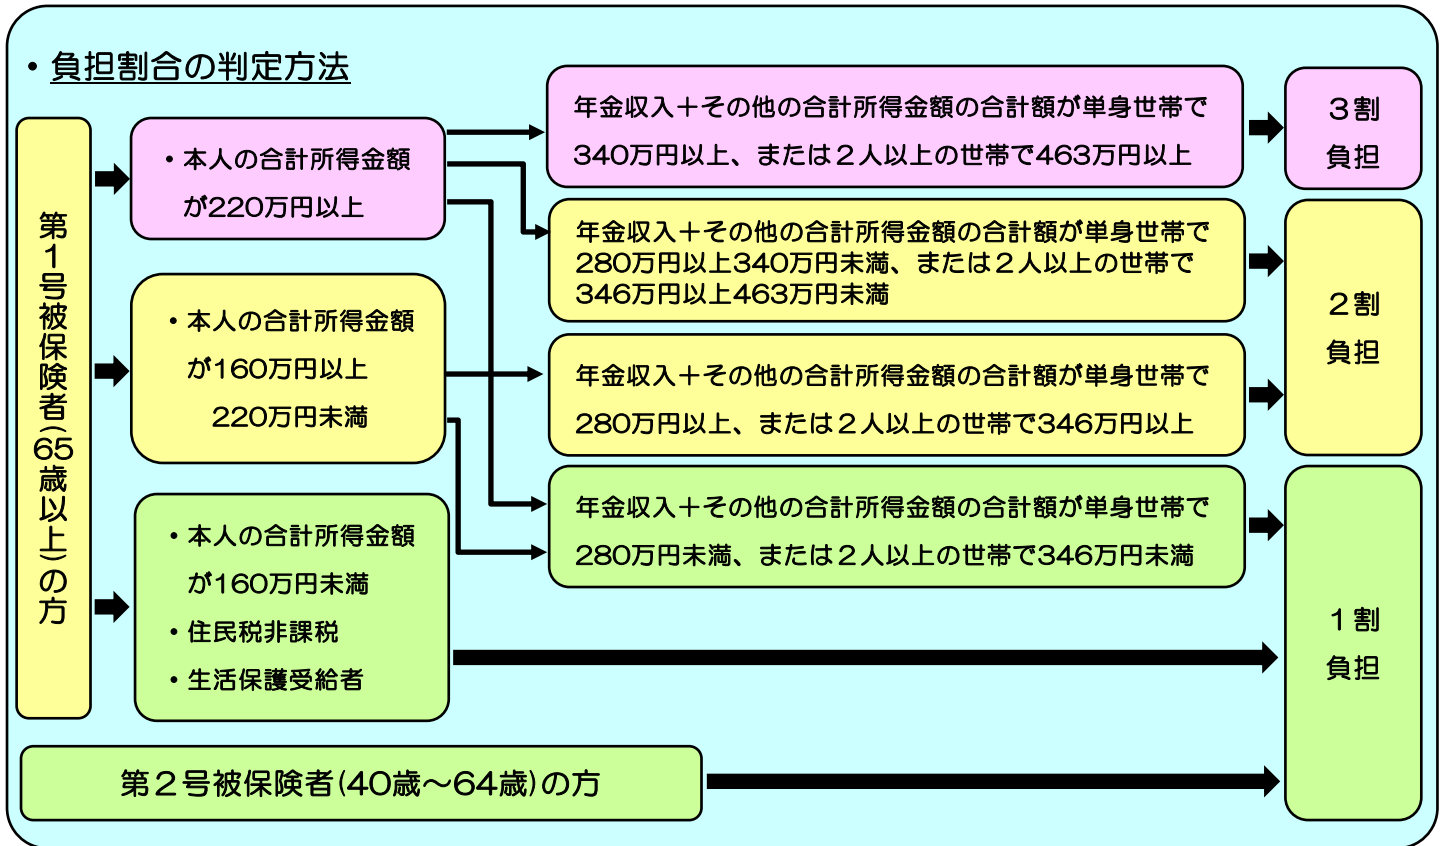 ・負担割合の判定方法
第１号被保険者(65歳以上)の方
・本人の合計所得金額
が220万円以上
年金収入＋その他の合計所得金額の合計額が単身世帯で
340万円以上、または２人以上の世帯で463万円以上
３割
負担
年金収入＋その他の合計所得金額の合計額が単身世帯で
280万円以上340万円未満、または２人以上の世帯で
346万円以上463万円未満
・本人の合計所得金額
が160万円以上
220万円未満
年金収入＋その他の合計所得金額の合計額が単身世帯で
280万円以上、または２人以上の世帯で346万円以上
２割
負担
年金収入＋その他の合計所得金額の合計額が単身世帯で
280万円未満、または２人以上の世帯で346万円未満
・本人の合計所得金額
が160万円未満
・住民税非課税
・生活保護受給者
１割
負担
第２号被保険者(40歳～64歳)の方